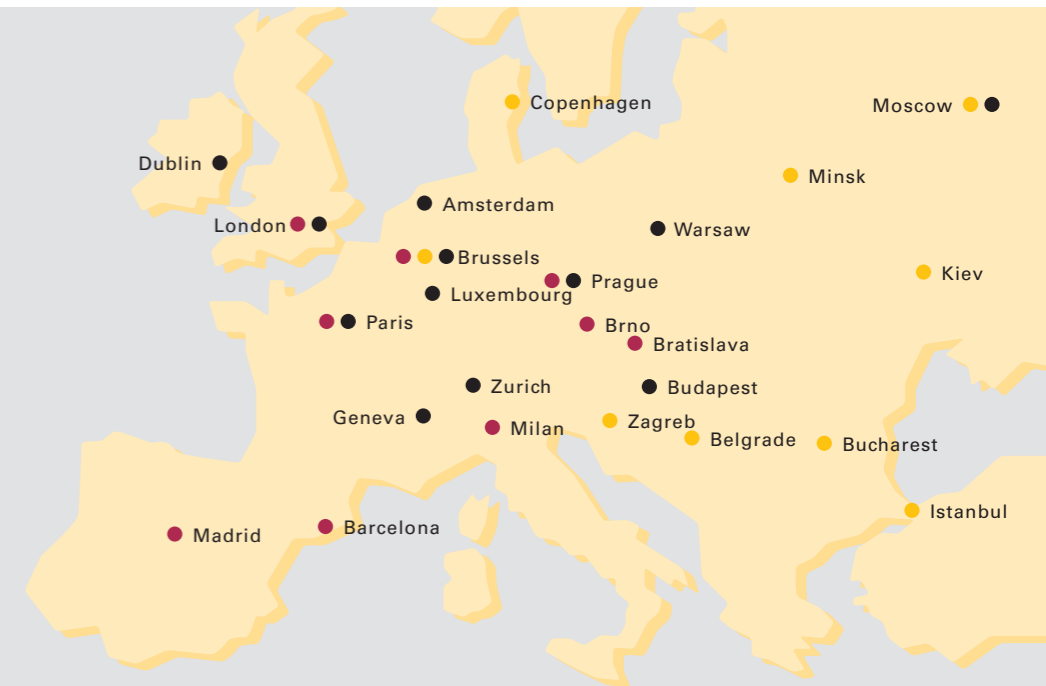 Copenhagen
Moscow
Dublin
Minsk
Amsterdam
London
Warsaw
Brussels
Kiev
Prague
Luxembourg
Paris
Brno
Bratislava
Zurich
Budapest
Geneva
Zagreb
Milan
Belgrade
Bucharest
Istanbul
Barcelona
Madrid